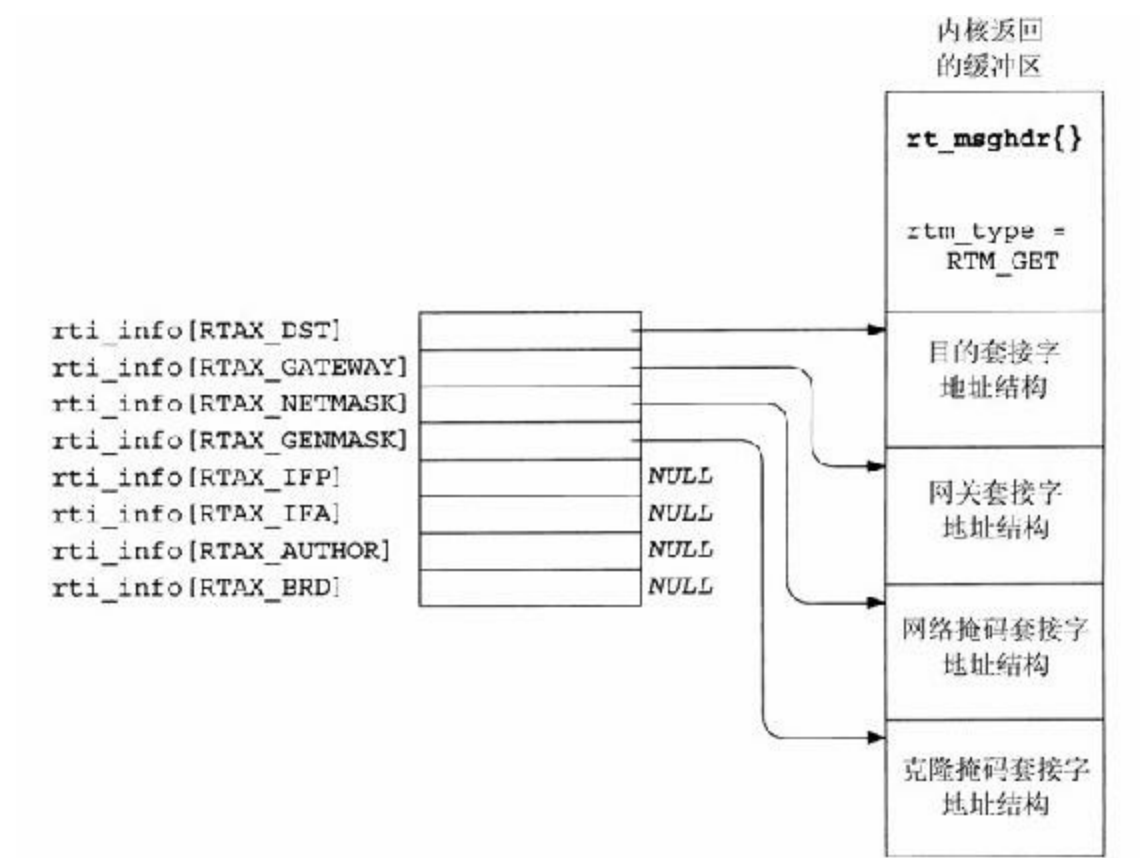 内核返回
的缓冲区
rt_msghdr{}
rtm_type =
RTM_GET
rti_info[RTAX_DST]
rti_info[RTAX_GATEWAY]
rti_info[RTAX_NETMASK]
rti_info[RTAX_GENMASK]
rti_info[RTAX_IFP] NULL
rti_info[RTAX_IFA] NULL
rti_info[RTAX_AUTHOR] NULL
rti_info[RTAX_BRD] NULL
目的套接字
地址结构
网关套接字
地址结构
网络掩码套接字
地址结构
克隆掩码套接字
地址结构